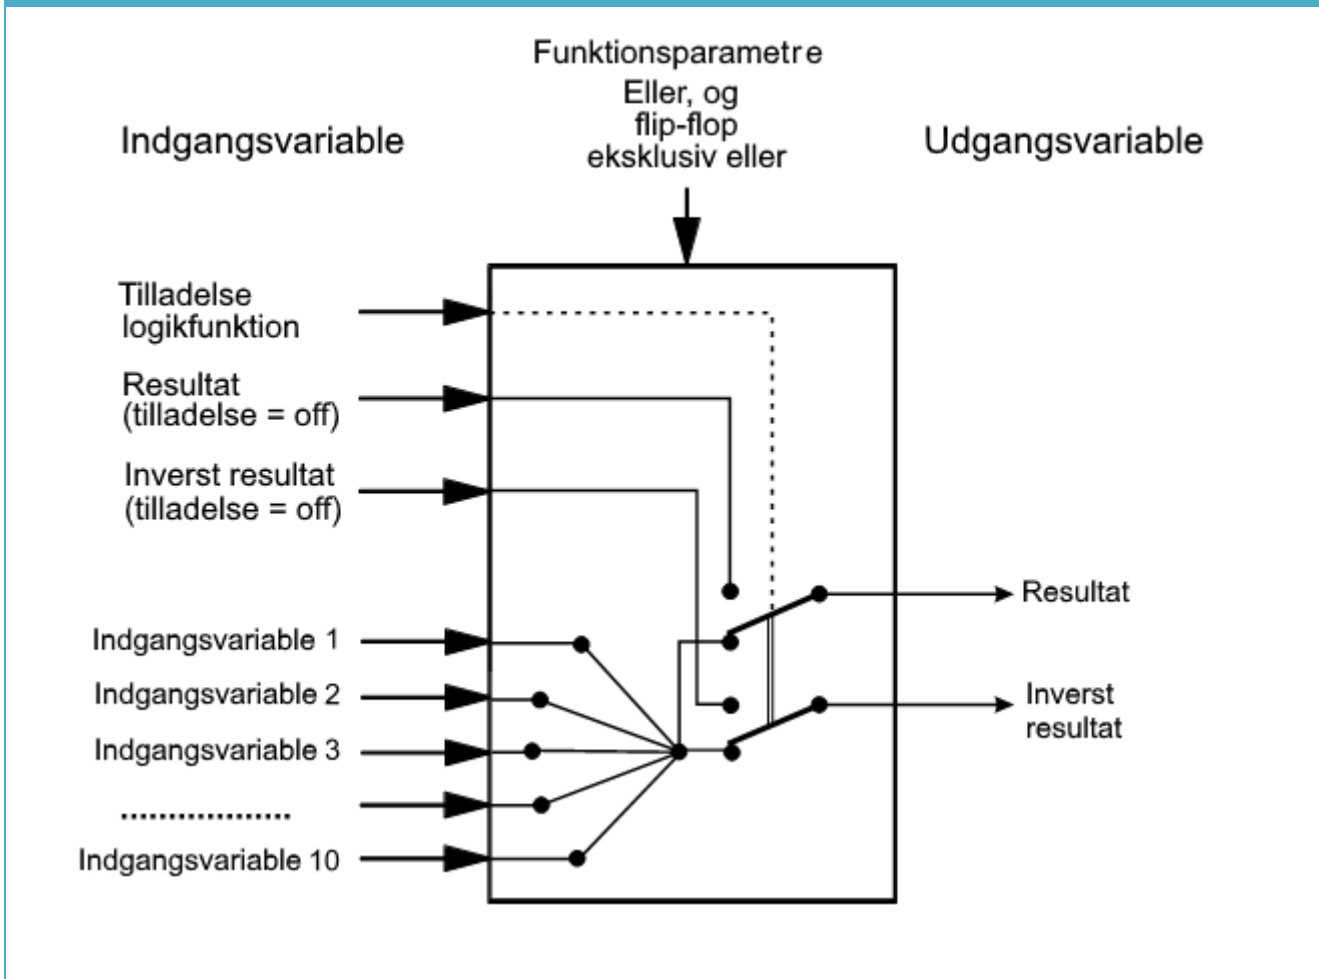 Funktionsparametre
Eller, og
flip-flop
eksklusiv eller
Indgangsvariable
Udgangsvariable
Tilladelse
logikfunktion
Resultat
(tilladelse = off)
Inverst resultat
(tilladelse = off)
Indgangsvariable 1
Indgangsvariable 2
Indgangsvariable 3
..................
Indgangsvariable 10
Resultat
Inverst
resultat